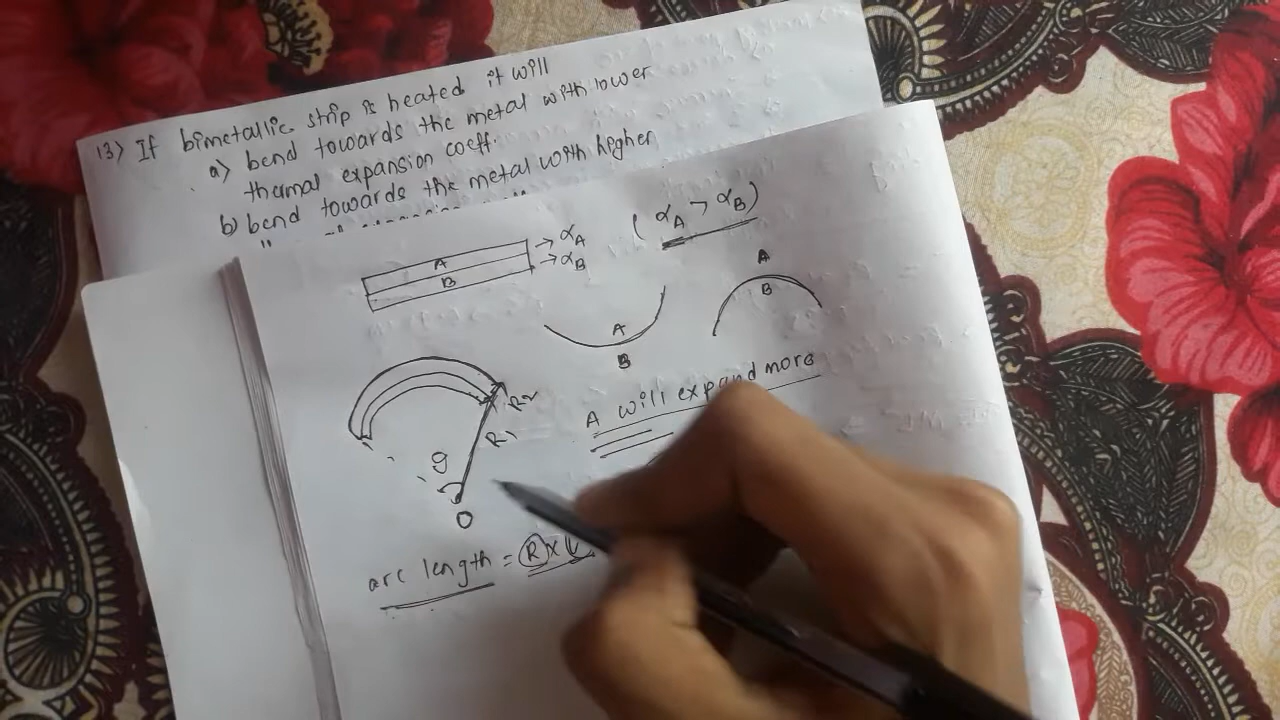 13) If bimetallic strip is heated it will
a) bend towards the metal with lower
thermal expansion coeff.
b) bend towards the metal with higher
A → αA
B → αB
(αA > αB)
A
B
A
B
R2
R1
θ
O
A will expand more
arc length = R×